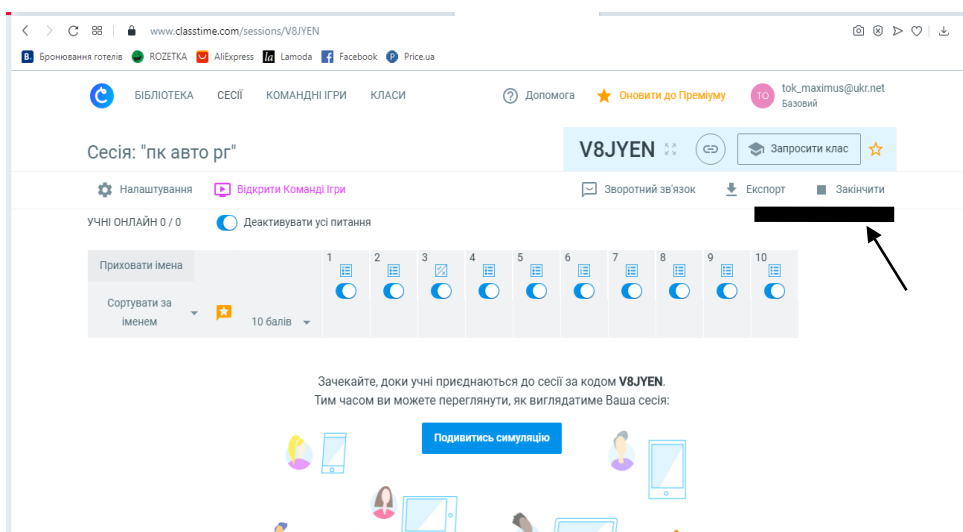 www.classtime.com/sessions/V8JYEN
B. Бронювання готелів ROZETKA AliExpress la Lamoda Facebook P Price.ua
БІБЛІОТЕКА СЕСІЇ КОМАНДНІ ІГРИ КЛАСИ ? Допомога Оновити до Преміуму TO tok_maximus@ukr.net
Базовий
Сесія: "пк авто рг" V8JYEN Запросити клас
Налаштування Відкрити Команді Ігри Зворотний зв'язок Експорт Закінчити
УЧНІ ОНЛАЙН 0 / 0 Деактивувати усі питання
Приховати імена 1 2 3 4 5 6 7 8 9 10
Сортувати за
іменем 10 балів
Зачекайте, доки учні приєднаються до сесії за кодом V8JYEN.
Тим часом ви можете переглянути, як виглядатиме Ваша сесія:
Подивитись симуляцію